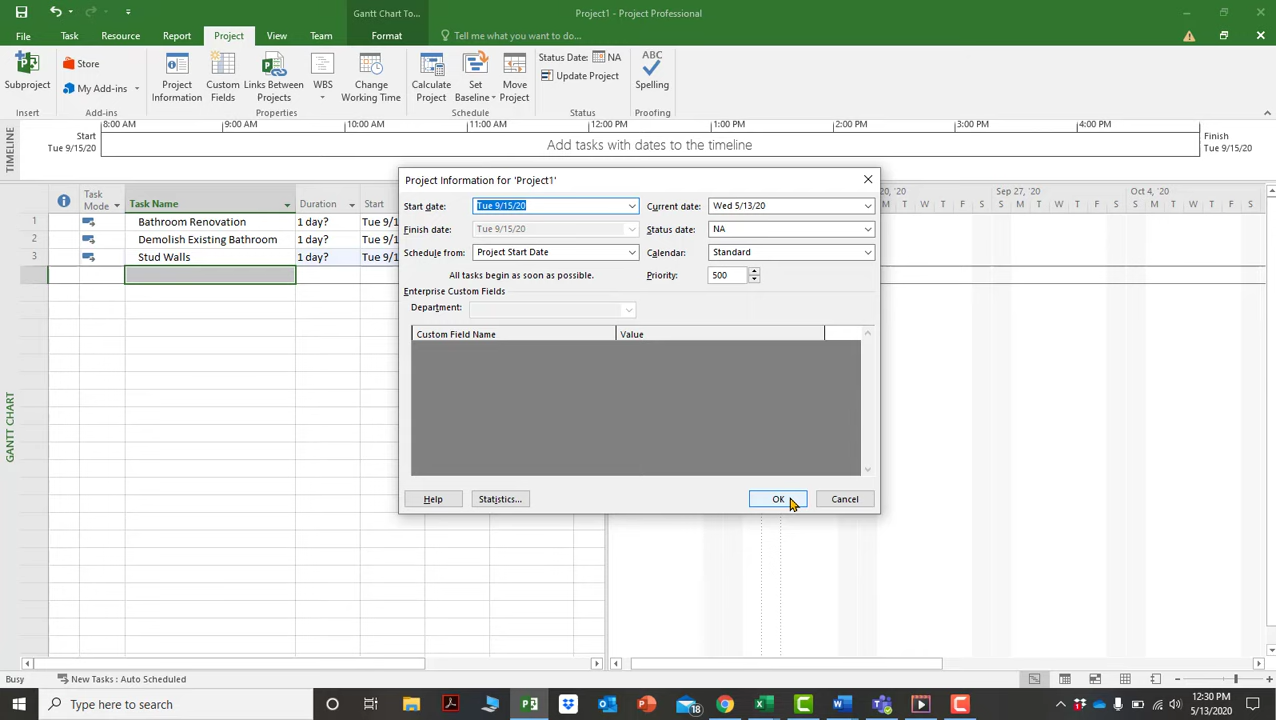 Gantt Chart To...
Project1 - Project Professional
File Task Resource Report Project View Team Format Tell me what you want to do...
Subproject
Store
My Add-ins
Project Information
Custom Fields
Links Between Projects
WBS
Change Working Time
Calculate Project
Set Baseline
Move Project
Status Date: NA
Update Project
ABC
Spelling
Insert Add-ins Properties Schedule Status Proofing
TIMELINE
8:00 AM 9:00 AM 10:00 AM 11:00 AM 12:00 PM 1:00 PM 2:00 PM 3:00 PM 4:00 PM
Start
Tue 9/15/20
Add tasks with dates to the timeline
Finish
Tue 9/15/20
Task Mode Task Name Duration Start
20, '20 Sep 27, '20 Oct 4, '20
M T W T F S S M T W T F S S M T W T F S
1 Bathroom Renovation 1 day? Tue 9/1
2 Demolish Existing Bathroom 1 day? Tue 9/1
3 Stud Walls 1 day? Tue 9/1
GANTT CHART
Project Information for 'Project1'
Start date: Tue 9/15/20 Current date: Wed 5/13/20
Finish date: Tue 9/15/20 Status date: NA
Schedule from: Project Start Date Calendar: Standard
All tasks begin as soon as possible. Priority: 500
Enterprise Custom Fields
Department:
Custom Field Name Value
Help Statistics... OK Cancel
Busy New Tasks : Auto Scheduled
Type here to search
18
12:30 PM
5/13/2020